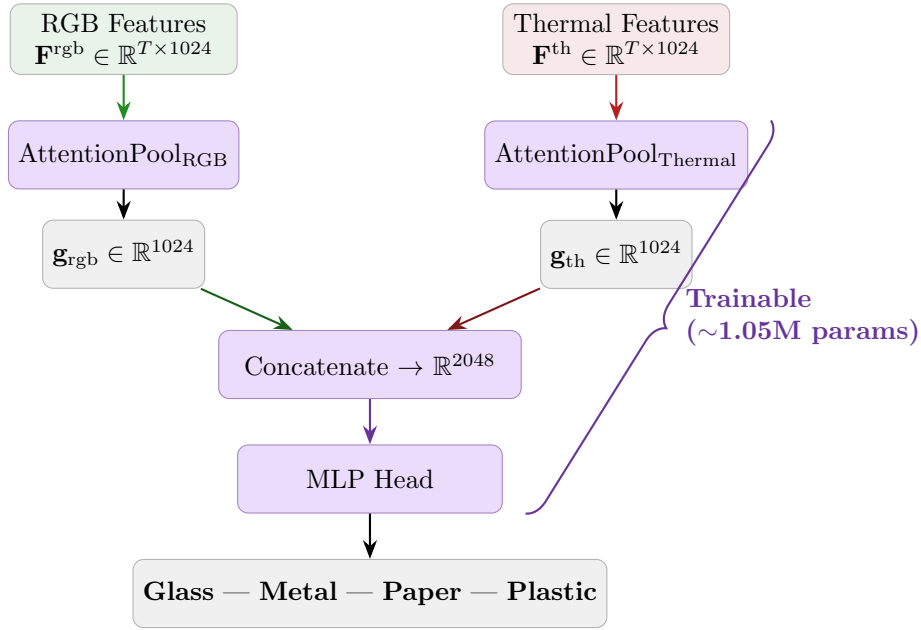 RGB Features
F^rgb ∈ ℝ^{T×1024}
Thermal Features
F^th ∈ ℝ^{T×1024}
AttentionPool_RGB
AttentionPool_Thermal
g_rgb ∈ ℝ^1024
g_th ∈ ℝ^1024
Trainable
(~1.05M params)
Concatenate → ℝ^2048
MLP Head
Glass — Metal — Paper — Plastic